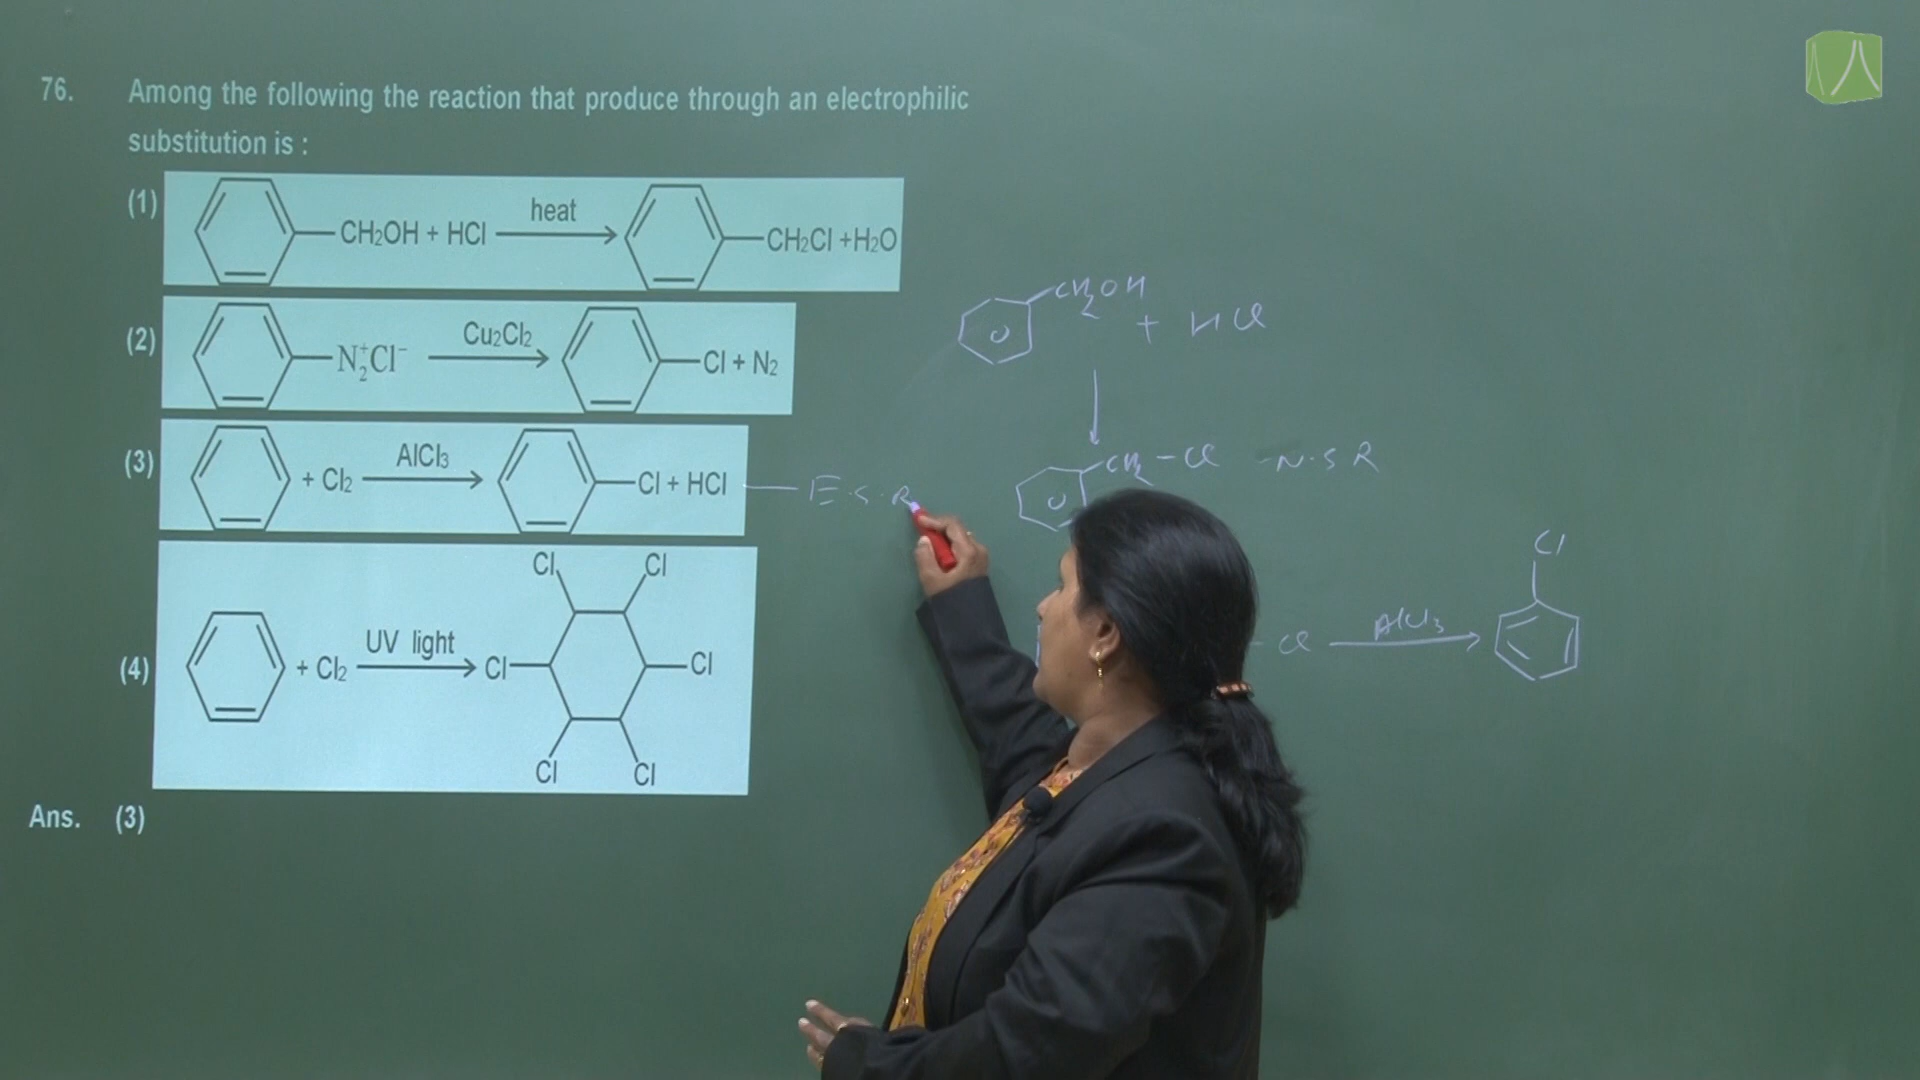 76. Among the following the reaction that produce through an electrophilic
substitution is :
(1) CH₂OH + HCl heat CH₂Cl +H₂O
(2) N₂⁺Cl⁻ Cu₂Cl₂ Cl + N₂
(3) + Cl₂ AlCl₃ Cl + HCl E.S.R
(4) + Cl₂ UV light Cl Cl Cl Cl Cl Cl
Ans. (3)
CH₂OH
+ HCl
CH₂-Cl -N.S R
Cl
Cl AlCl₃